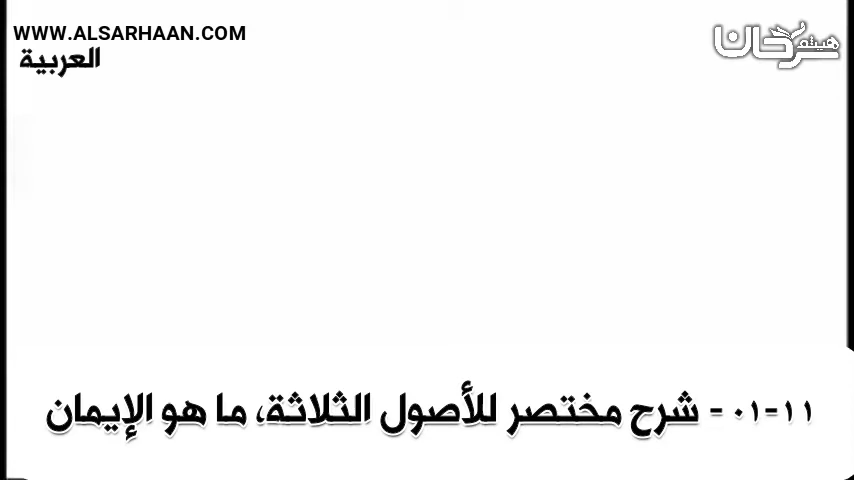 WWW.ALSARHAAN.COM
العربية
هيثم سرحان
١١-٠١ - شرح مختصر للأصول الثلاثة، ما هو الإيمان